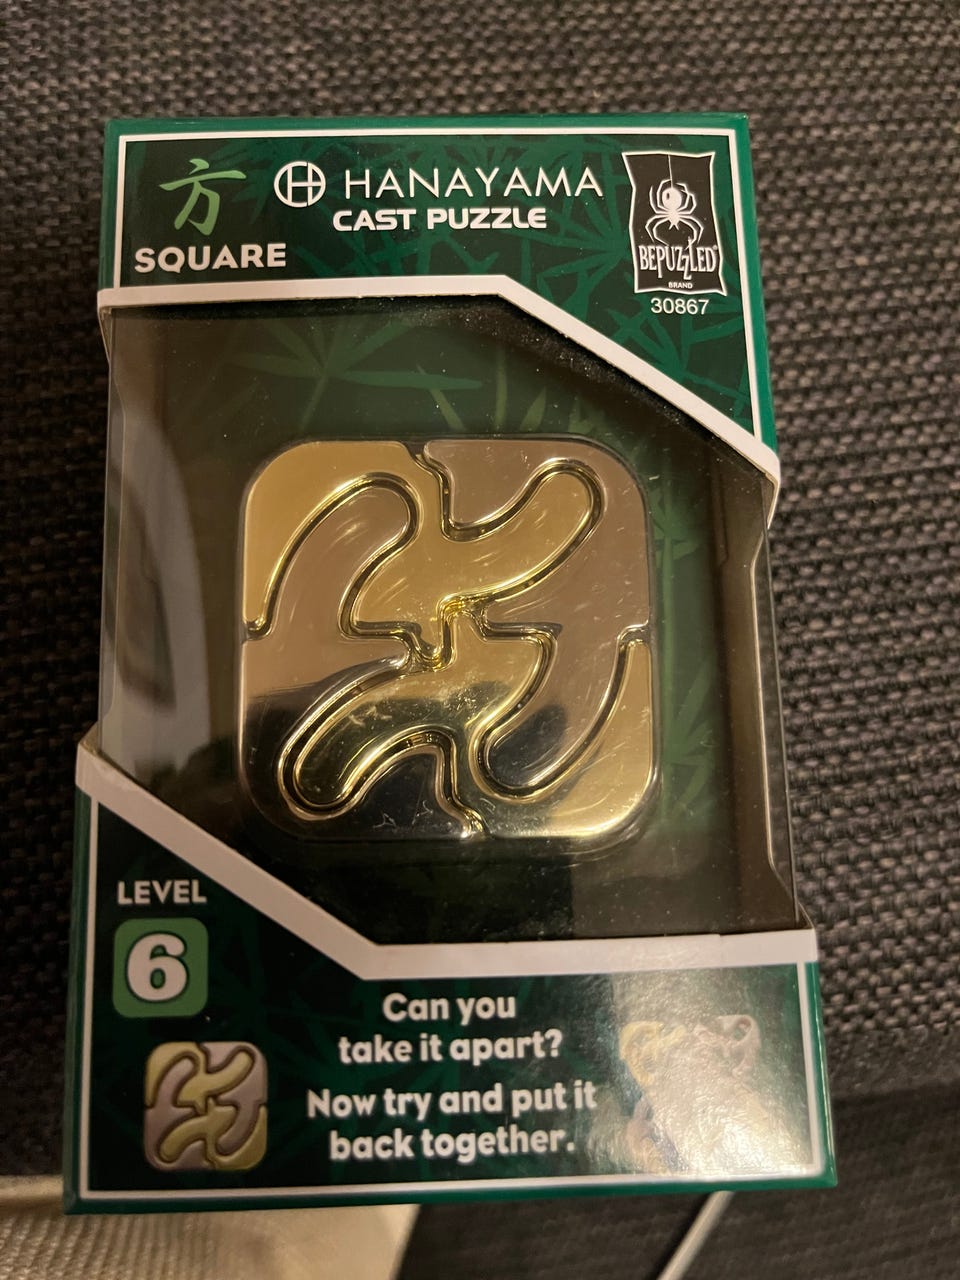 方
HANAYAMA
CAST PUZZLE
SQUARE
BEPUZZLED®
BRAND
30867
LEVEL
6
Can you
take it apart?
Now try and put it
back together.